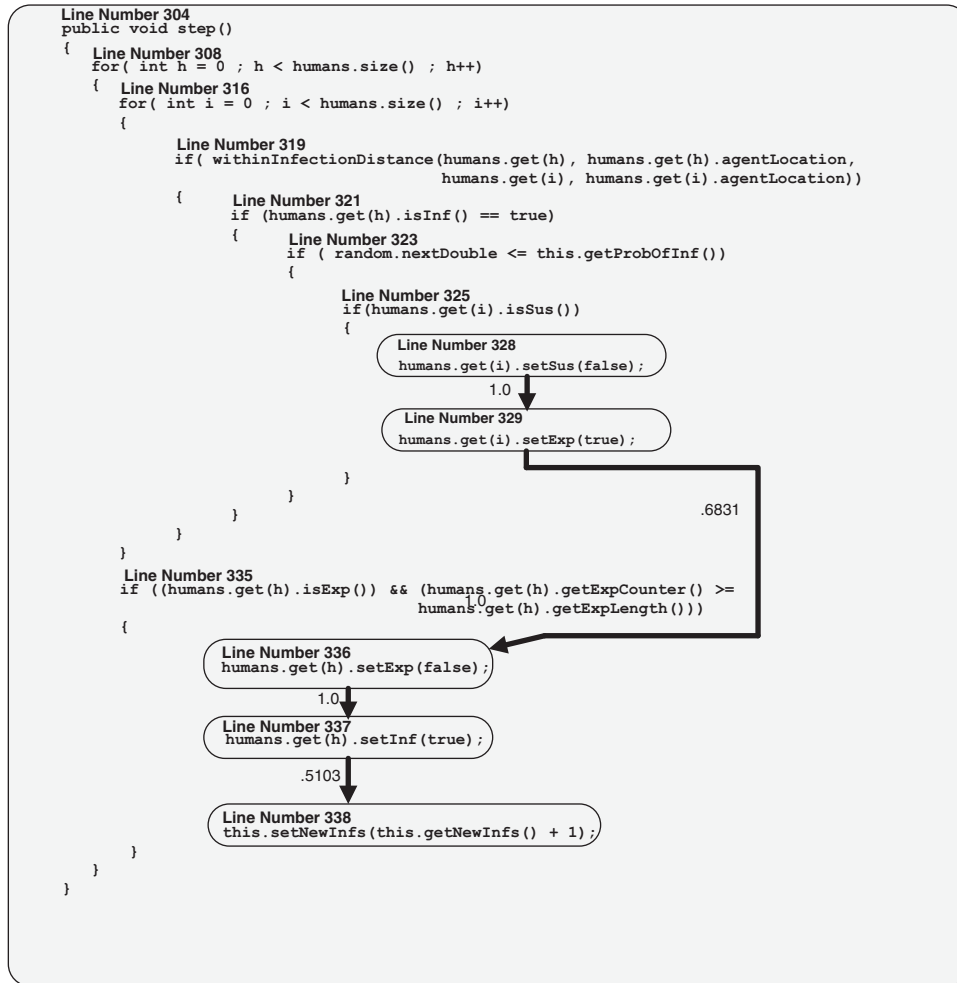 Line Number 304
public void step()
{
Line Number 308
for( int h = 0 ; h < humans.size() ; h++)
{
Line Number 316
for( int i = 0 ; i < humans.size() ; i++)
{
Line Number 319
if( withinInfectionDistance(humans.get(h), humans.get(h).agentLocation,
humans.get(i), humans.get(i).agentLocation))
{
Line Number 321
if (humans.get(h).isInf() == true)
{
Line Number 323
if ( random.nextDouble <= this.getProbOfInf())
{
Line Number 325
if(humans.get(i).isSus())
{
Line Number 328
humans.get(i).setSus(false);
1.0
Line Number 329
humans.get(i).setExp(true);
}
}
.6831
}
}
}
Line Number 335
if ((humans.get(h).isExp()) && (humans.get(h).getExpCounter() >=
1.0
humans.get(h).getExpLength()))
{
Line Number 336
humans.get(h).setExp(false);
1.0
Line Number 337
humans.get(h).setInf(true);
.5103
Line Number 338
this.setNewInfs(this.getNewInfs() + 1);
}
}
}